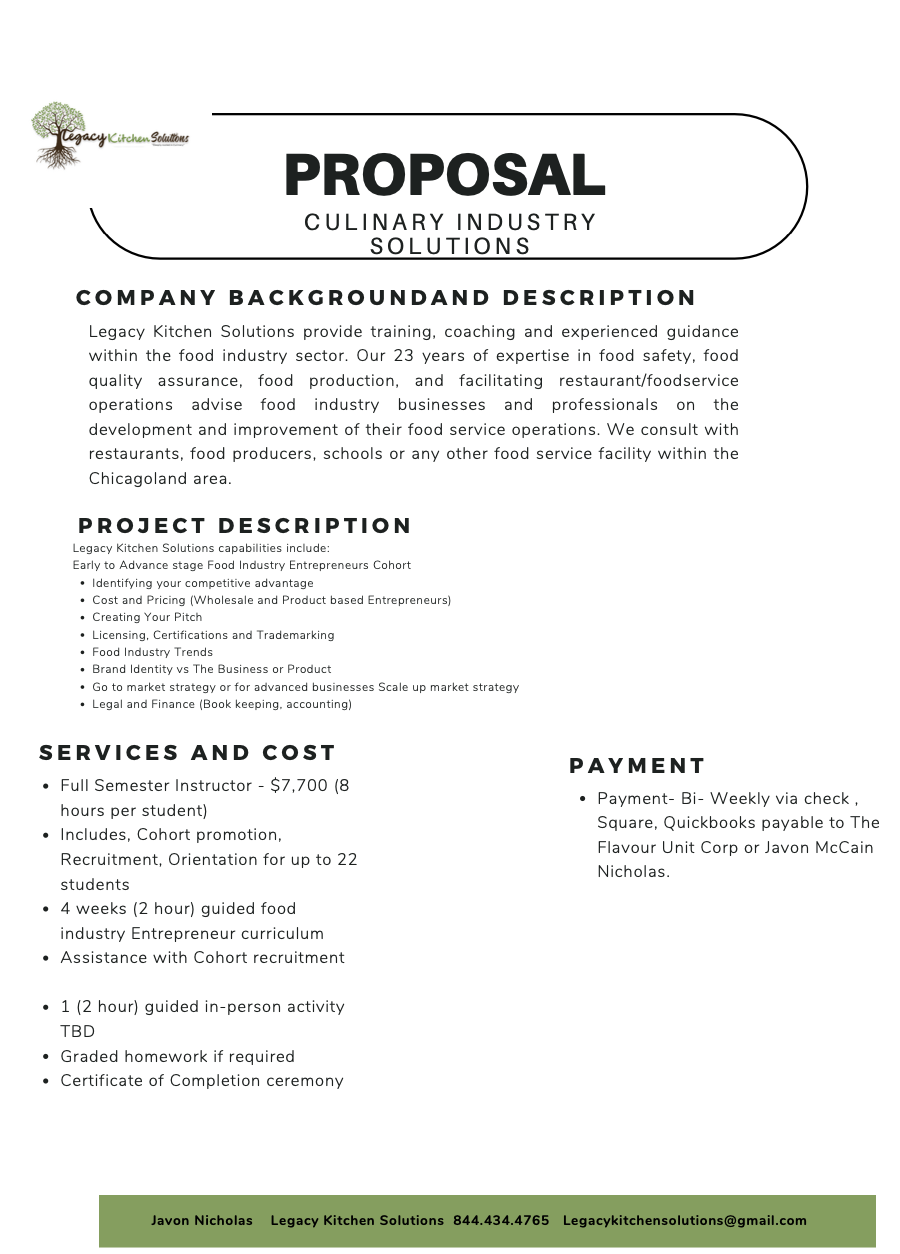 Legacy Kitchen Solutions
PROPOSAL
CULINARY INDUSTRY
SOLUTIONS
COMPANY BACKGROUNDAND DESCRIPTION
Legacy Kitchen Solutions provide training, coaching and experienced guidance
within the food industry sector. Our 23 years of expertise in food safety, food
quality assurance, food production, and facilitating restaurant/foodservice
operations advise food industry businesses and professionals on the
development and improvement of their food service operations. We consult with
restaurants, food producers, schools or any other food service facility within the
Chicagoland area.
PROJECT DESCRIPTION
Legacy Kitchen Solutions capabilities include:
Early to Advance stage Food Industry Entrepreneurs Cohort
• Identifying your competitive advantage
• Cost and Pricing (Wholesale and Product based Entrepreneurs)
• Creating Your Pitch
• Licensing, Certifications and Trademarking
• Food Industry Trends
• Brand Identity vs The Business or Product
• Go to market strategy or for advanced businesses Scale up market strategy
• Legal and Finance (Book keeping, accounting)
SERVICES AND COST
• Full Semester Instructor - $7,700 (8
hours per student)
• Includes, Cohort promotion,
Recruitment, Orientation for up to 22
students
• 4 weeks (2 hour) guided food
industry Entrepreneur curriculum
• Assistance with Cohort recruitment
• 1 (2 hour) guided in-person activity
TBD
• Graded homework if required
• Certificate of Completion ceremony
PAYMENT
• Payment- Bi- Weekly via check ,
Square, Quickbooks payable to The
Flavour Unit Corp or Javon McCain
Nicholas.
Javon Nicholas Legacy Kitchen Solutions 844.434.4765 Legacykitchensolutions@gmail.com